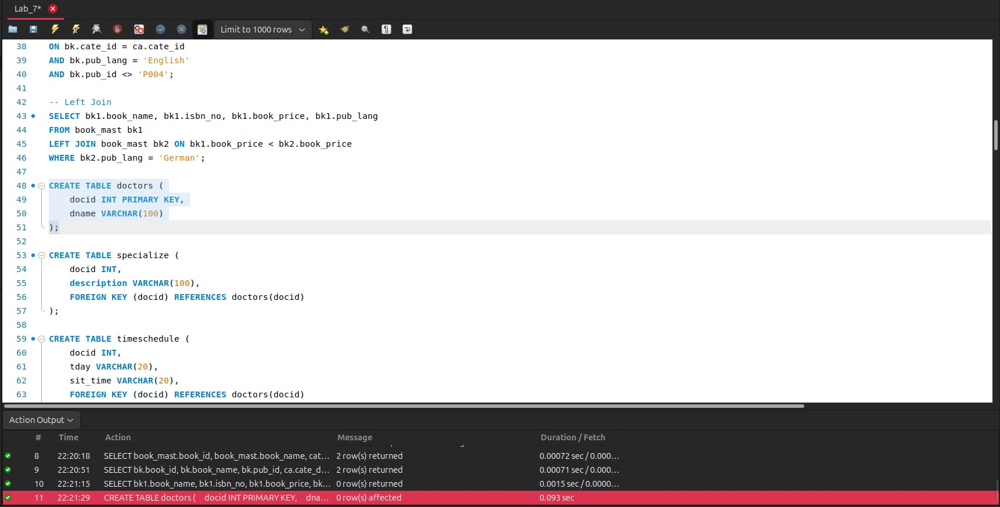 Lab_7*
Limit to 1000 rows
38 ON bk.cate_id = ca.cate_id
39 AND bk.pub_lang = 'English'
40 AND bk.pub_id <> 'P004';
41
42 -- Left Join
43 SELECT bk1.book_name, bk1.isbn_no, bk1.book_price, bk1.pub_lang
44 FROM book_mast bk1
45 LEFT JOIN book_mast bk2 ON bk1.book_price < bk2.book_price
46 WHERE bk2.pub_lang = 'German';
47
48 CREATE TABLE doctors (
49 docid INT PRIMARY KEY,
50 dname VARCHAR(100)
51 );
52
53 CREATE TABLE specialize (
54 docid INT,
55 description VARCHAR(100),
56 FOREIGN KEY (docid) REFERENCES doctors(docid)
57 );
58
59 CREATE TABLE timeschedule (
60 docid INT,
61 tday VARCHAR(20),
62 sit_time VARCHAR(20),
63 FOREIGN KEY (docid) REFERENCES doctors(docid)
Action Output
# Time Action Message Duration / Fetch
8 22:20:18 SELECT book_mast.book_id, book_mast.book_name, cat... 2 row(s) returned 0.00072 sec / 0.000...
9 22:20:51 SELECT bk.book_id, bk.book_name, bk.pub_id, ca.cate_d... 2 row(s) returned 0.00071 sec / 0.000...
10 22:21:15 SELECT bk1.book_name, bk1.isbn_no, bk1.book_price, bk... 0 row(s) returned 0.0015 sec / 0.0000...
11 22:21:29 CREATE TABLE doctors ( docid INT PRIMARY KEY, dna... 0 row(s) affected 0.093 sec